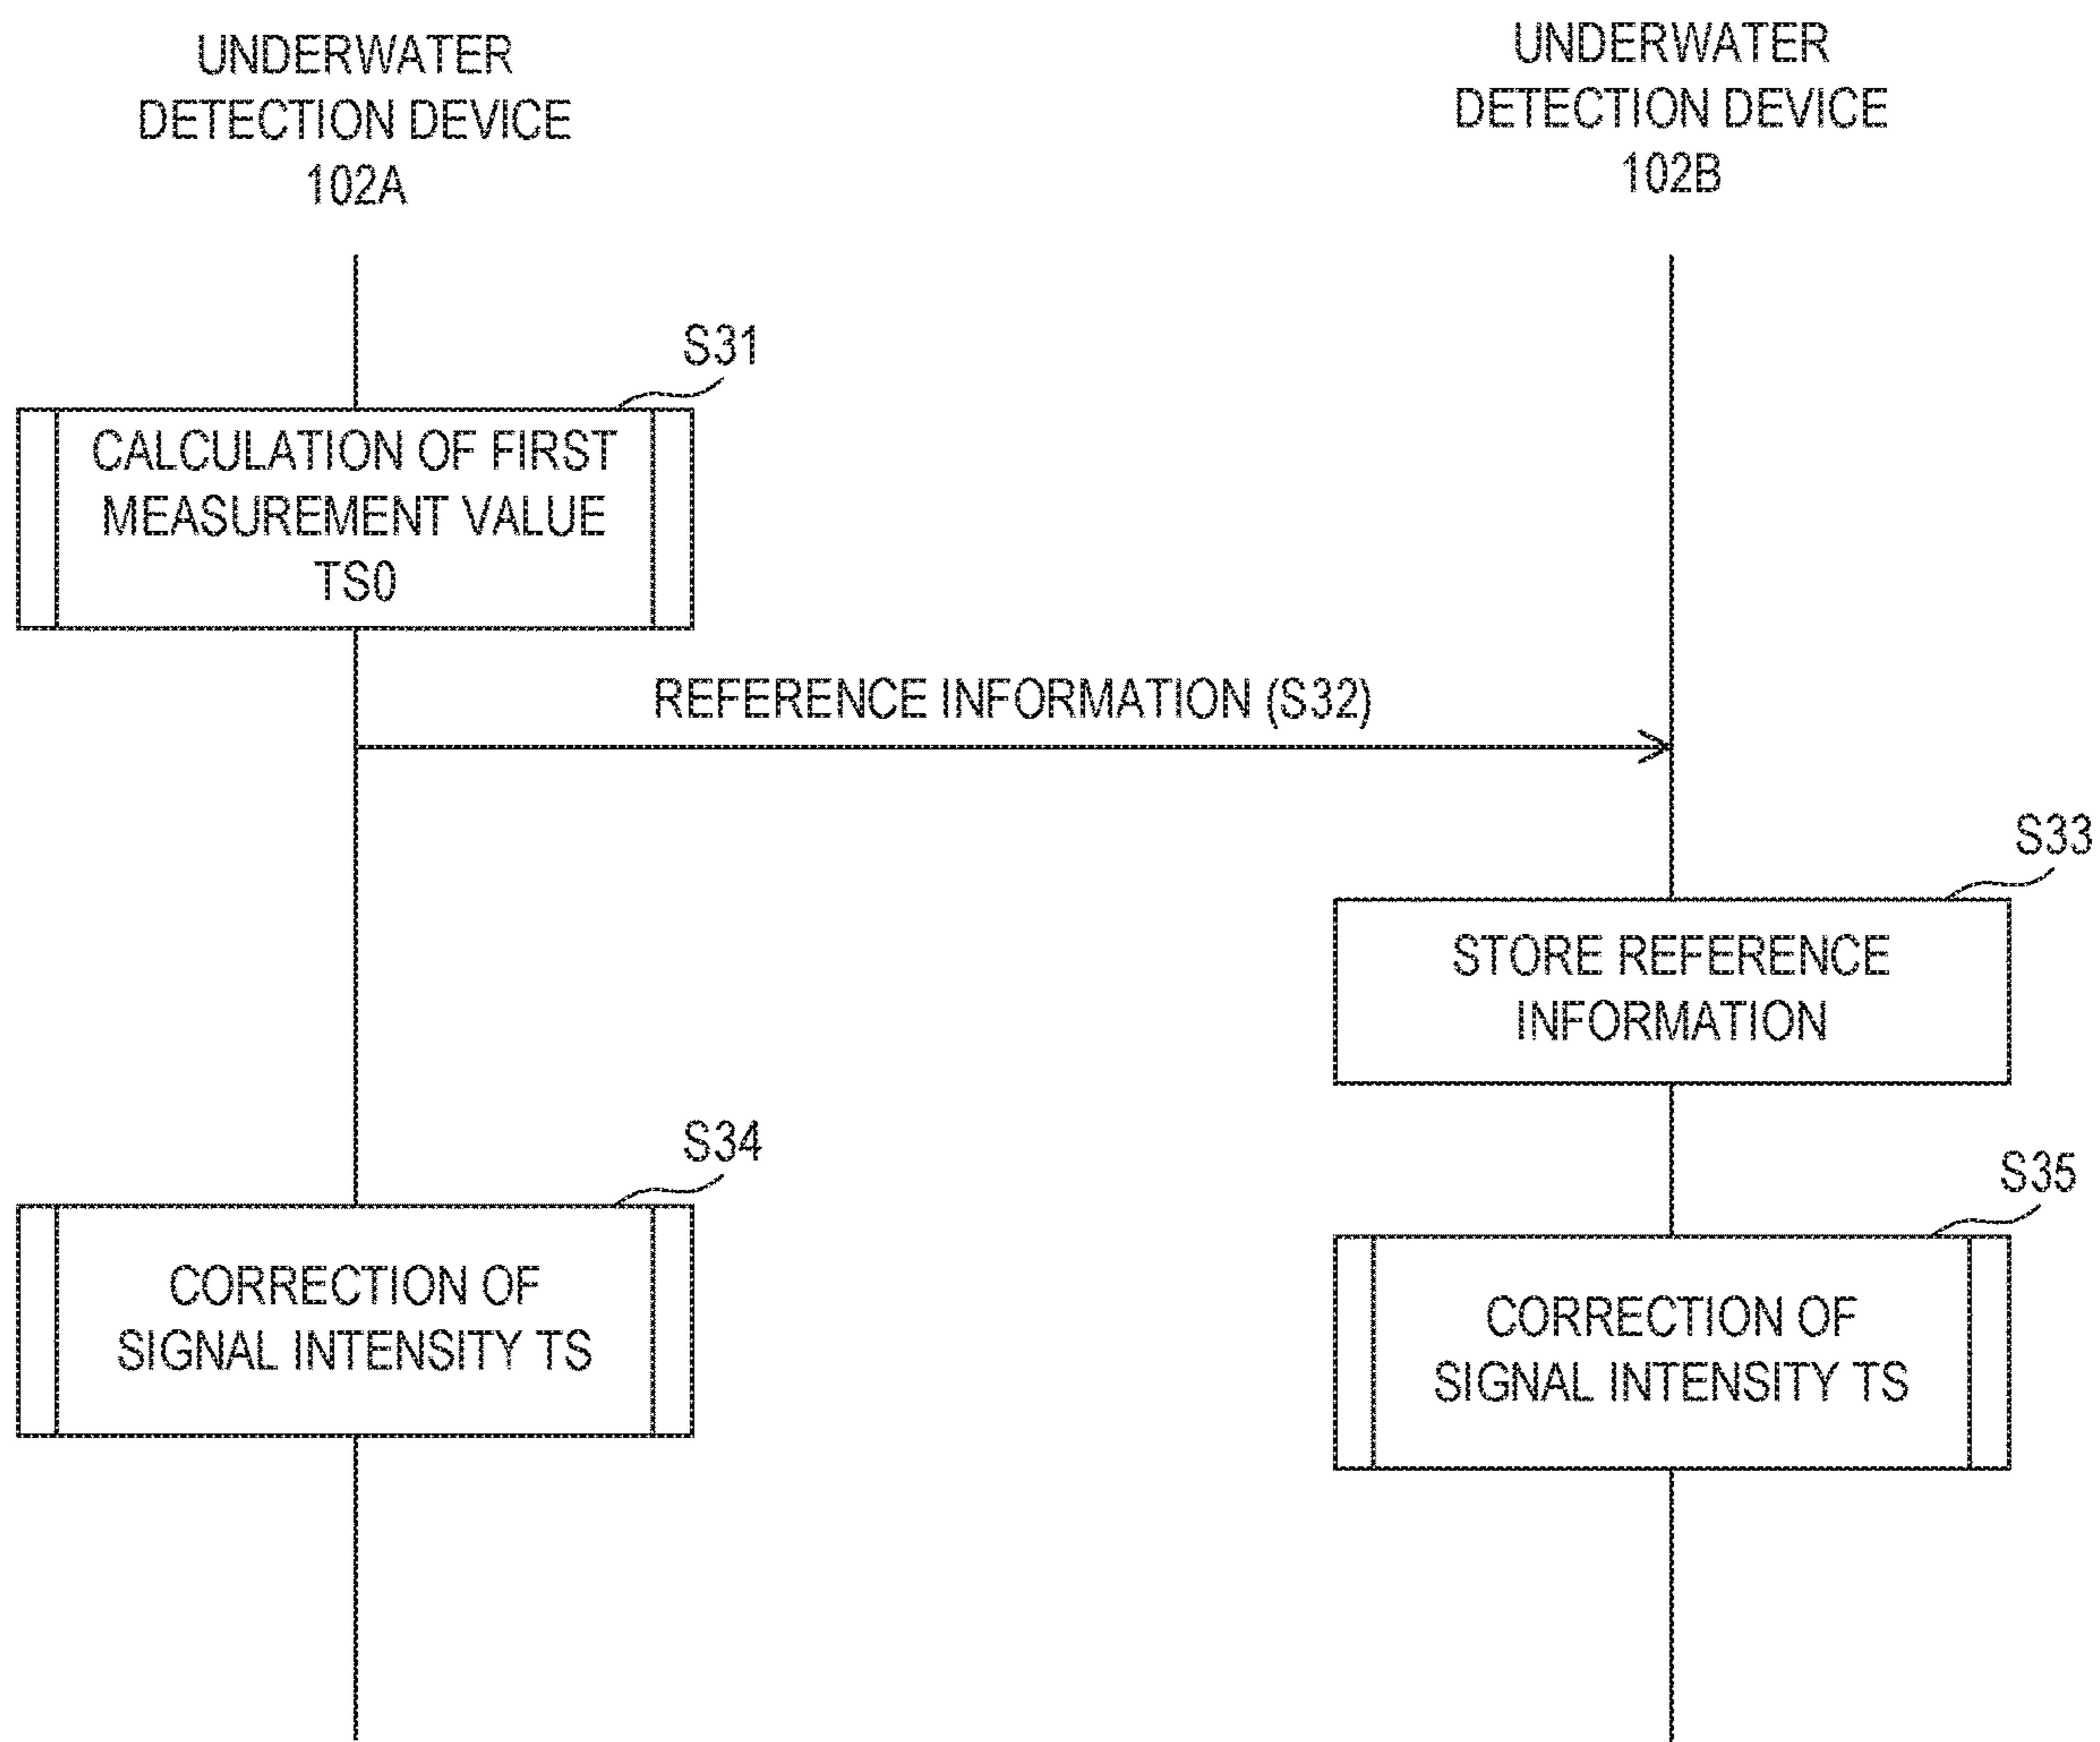 UNDERWATER
DETECTION DEVICE
102A
UNDERWATER
DETECTION DEVICE
102B
S31
CALCULATION OF FIRST
MEASUREMENT VALUE
TS0
REFERENCE INFORMATION (S32)
S33
STORE REFERENCE
INFORMATION
S34
CORRECTION OF
SIGNAL INTENSITY TS
S35
CORRECTION OF
SIGNAL INTENSITY TS